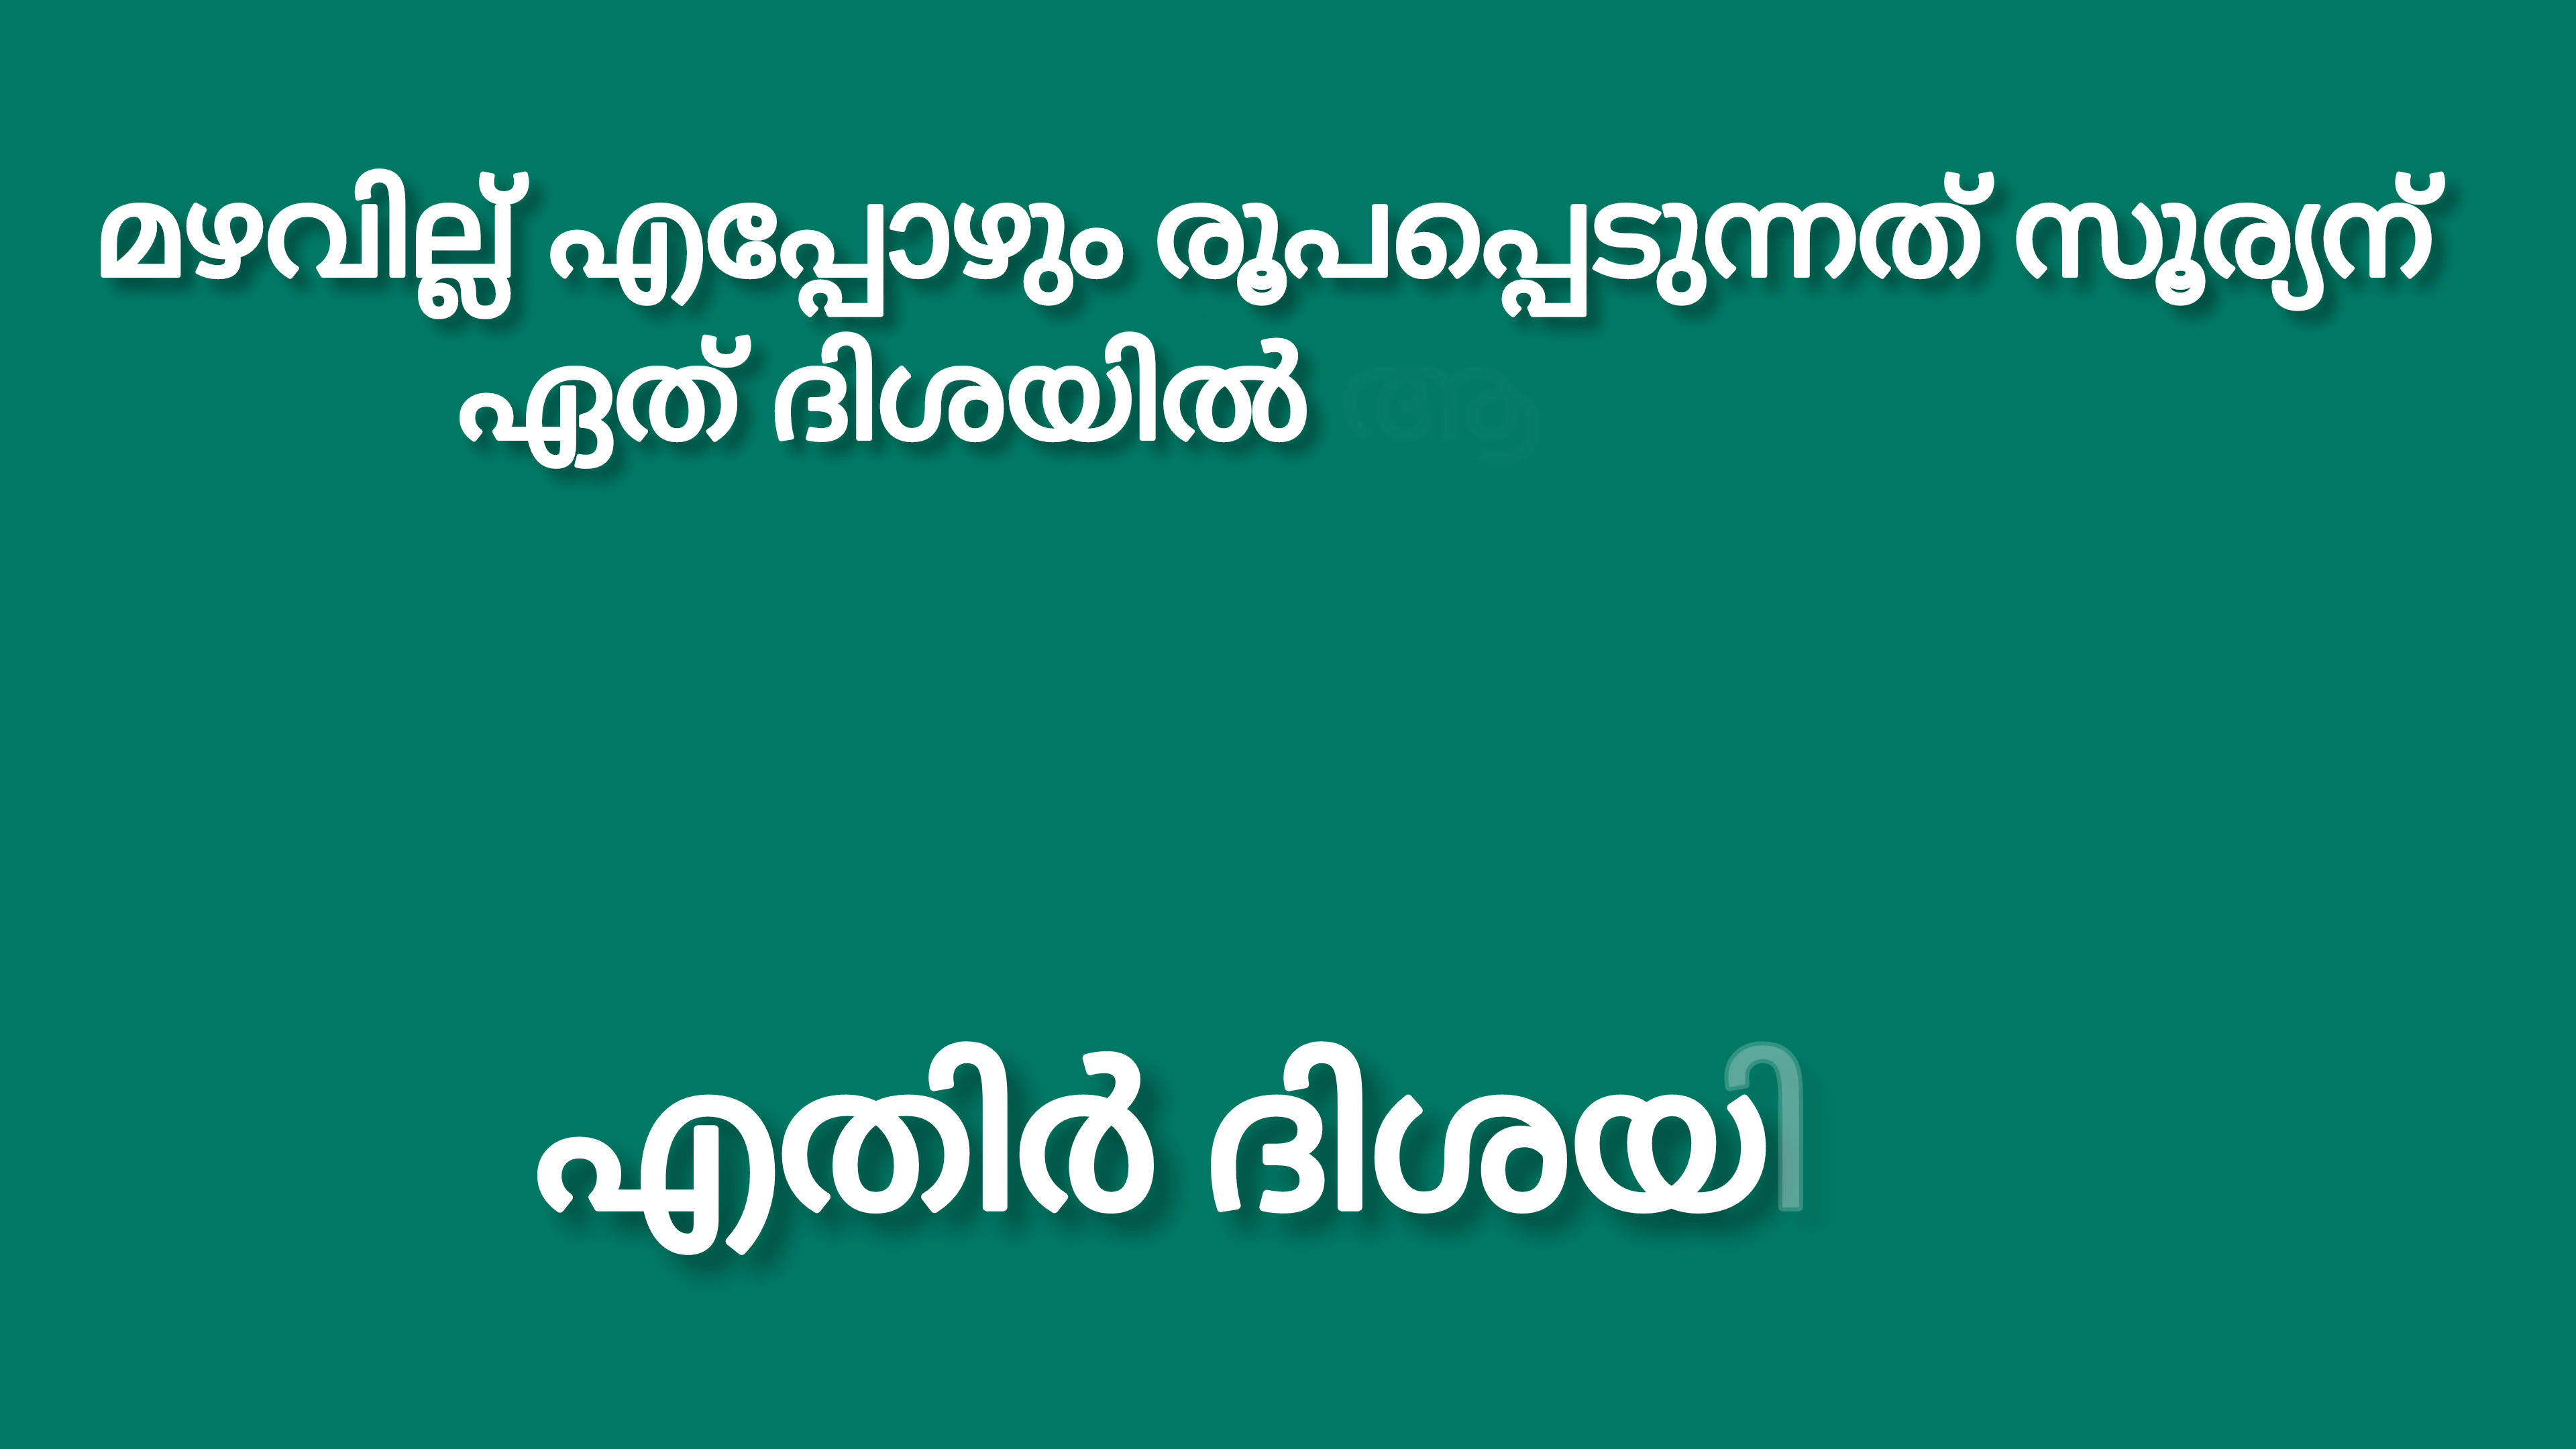 മഴവില്ല് എപ്പോഴും രൂപപ്പെടുന്നത് സൂര്യന്
ഏത് ദിശയിൽ ആ
എതിർ ദിശയി